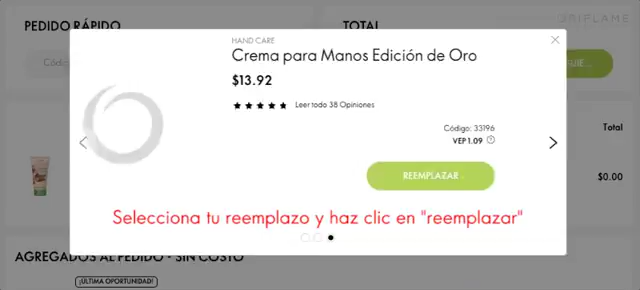 PEDIDO RÁPIDO
TOTAL
ORIFLAME
HAND CARE
Crema para Manos Edición de Oro
$13.92
Leer todo 38 Opiniones
Código: 33196
VEP 1.09
REEMPLAZAR
Total
$0.00
Selecciona tu reemplazo y haz clic en "reemplazar"
AGREGADOS AL PEDIDO - SIN COSTO
¡ÚLTIMA OPORTUNIDAD!